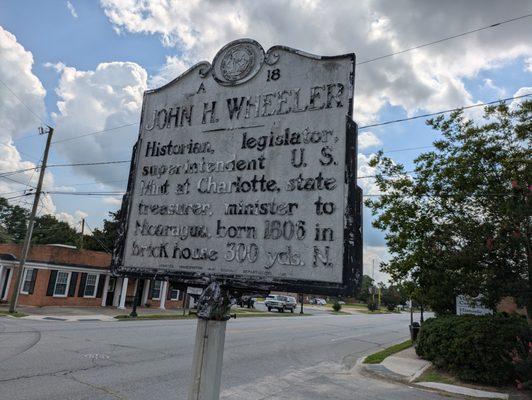 A 18
JOHN H. WHEELER
Historian, legislator,
superintendent U. S.
Mint at Charlotte, state
treasurer, minister to
Nicaragua, born 1806 in
brick house 300 yds. N.